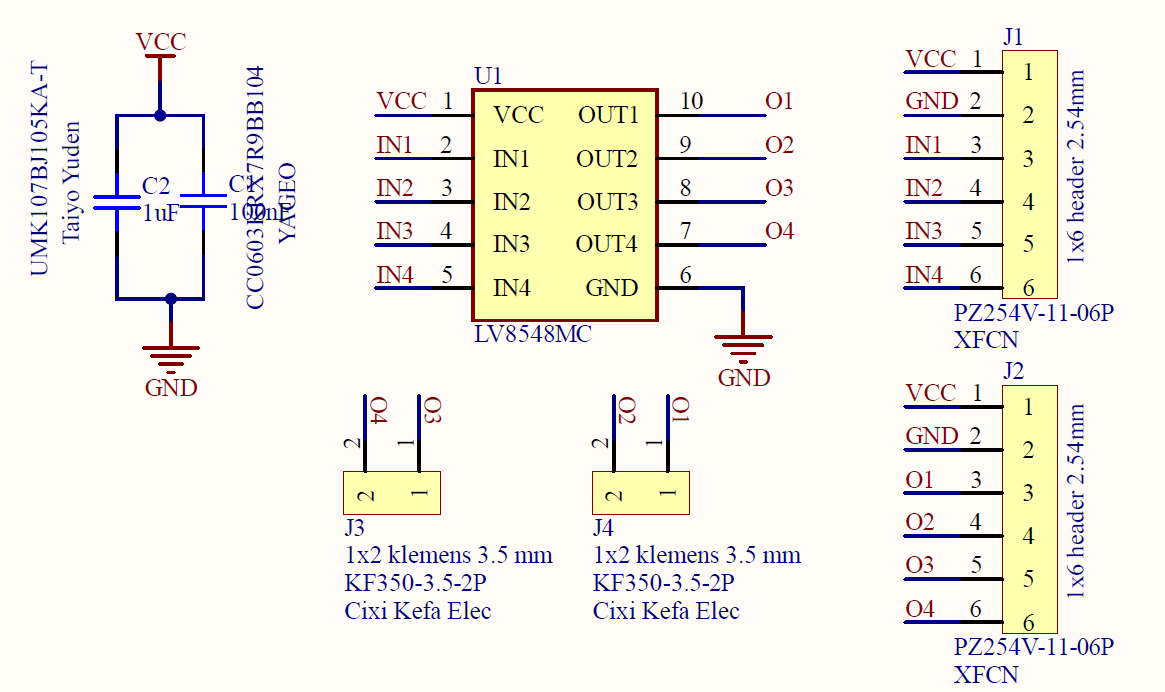 VCC
UMK107BJ105KA-T
Taiyo Yuden
C2
1uF
C1
100nF
CC0603KRX7R9BB104
YAGEO
GND
U1
VCC 1 VCC OUT1 10 O1
IN1 2 IN1 OUT2 9 O2
IN2 3 IN2 OUT3 8 O3
IN3 4 IN3 OUT4 7 O4
IN4 5 IN4 GND 6
LV8548MC
GND
O4 O3
2 1
2 1
J3
1x2 klemens 3.5 mm
KF350-3.5-2P
Cixi Kefa Elec
O2 O1
2 1
2 1
J4
1x2 klemens 3.5 mm
KF350-3.5-2P
Cixi Kefa Elec
J1
VCC 1 1
GND 2 2
IN1 3 3
IN2 4 4
IN3 5 5
IN4 6 6
1x6 header 2.54mm
PZ254V-11-06P
XFCN
J2
VCC 1 1
GND 2 2
O1 3 3
O2 4 4
O3 5 5
O4 6 6
1x6 header 2.54mm
PZ254V-11-06P
XFCN